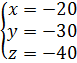 x = −20
y = −30
z = −40